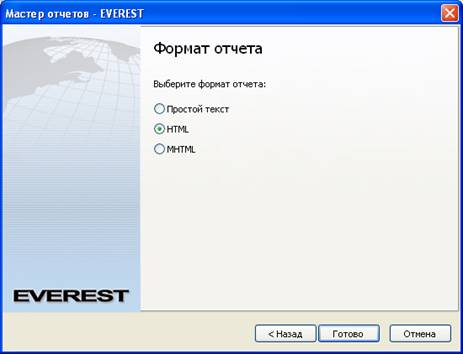 Мастер отчетов - EVEREST
Формат отчета
Выберите формат отчета:
Простой текст
HTML
MHTML
EVEREST
< Назад
Готово
Отмена